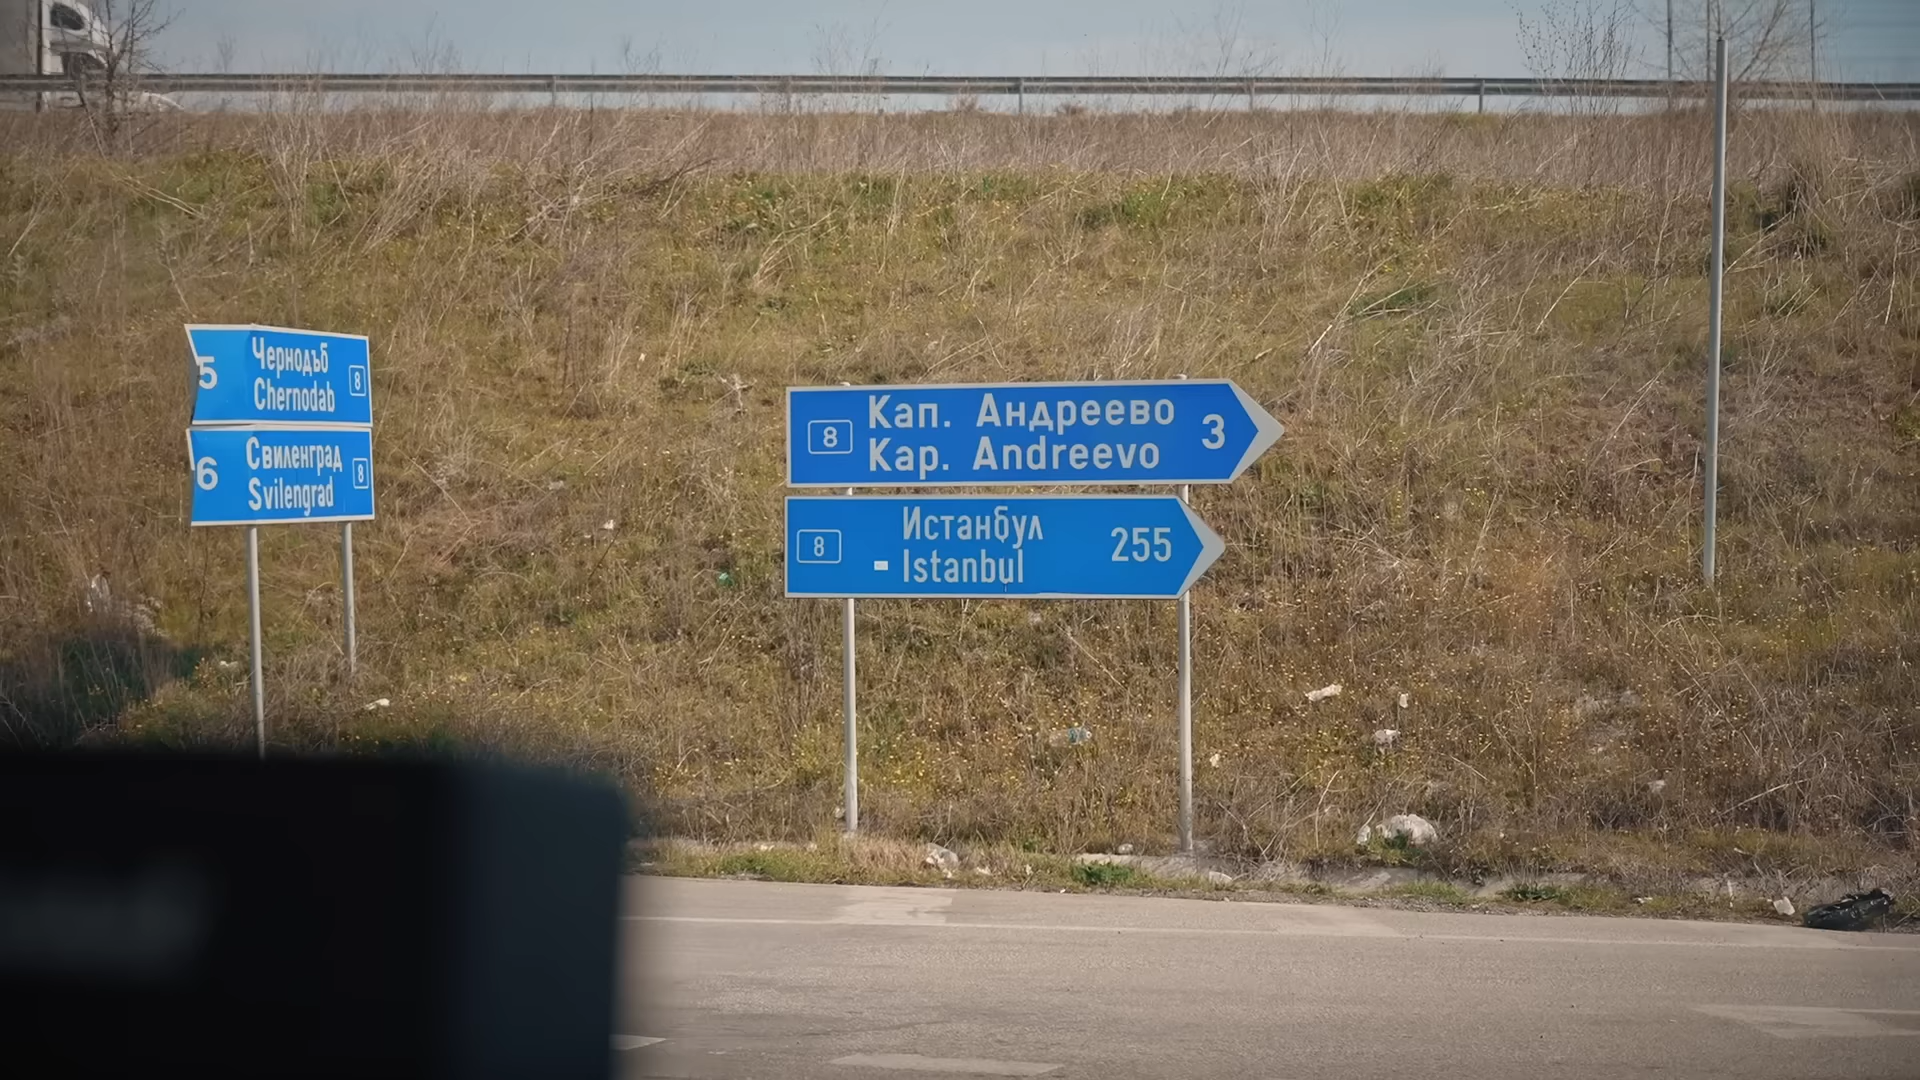 5 Чернодъб 8
Chernodab
6 Свиленград 8
Svilengrad
8 Кап. Андреево 3
Kap. Andreevo
8 Истанбул 255
Istanbul